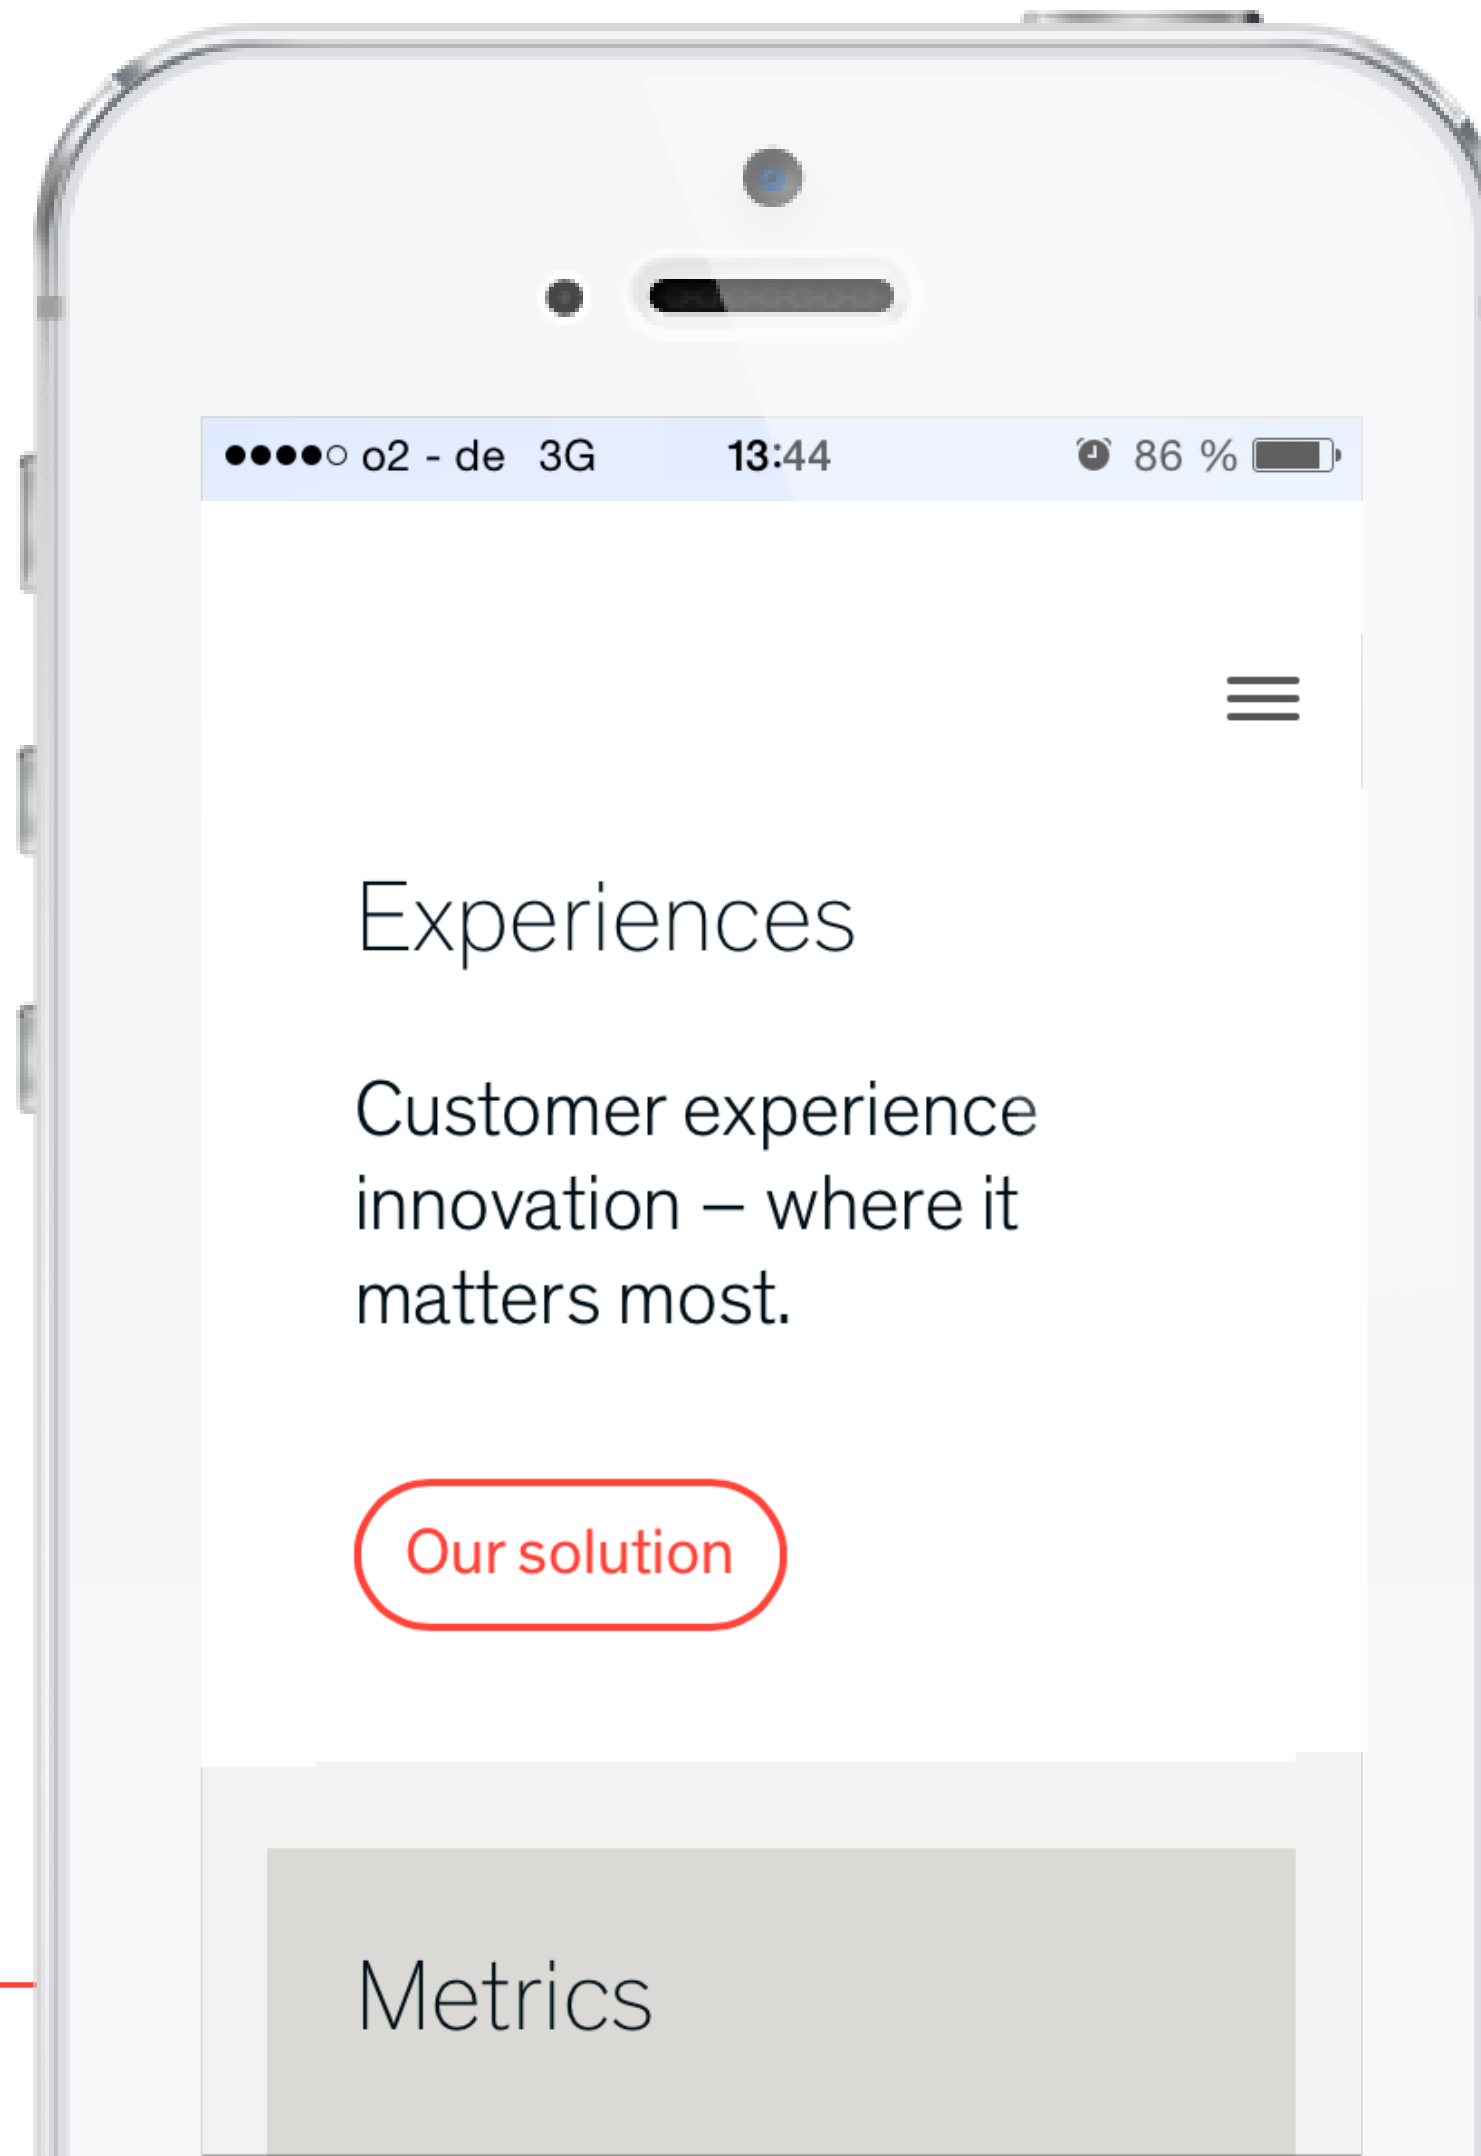 o2 - de 3G 13:44 86 %
Experiences
Customer experience
innovation – where it
matters most.
Our solution
Metrics